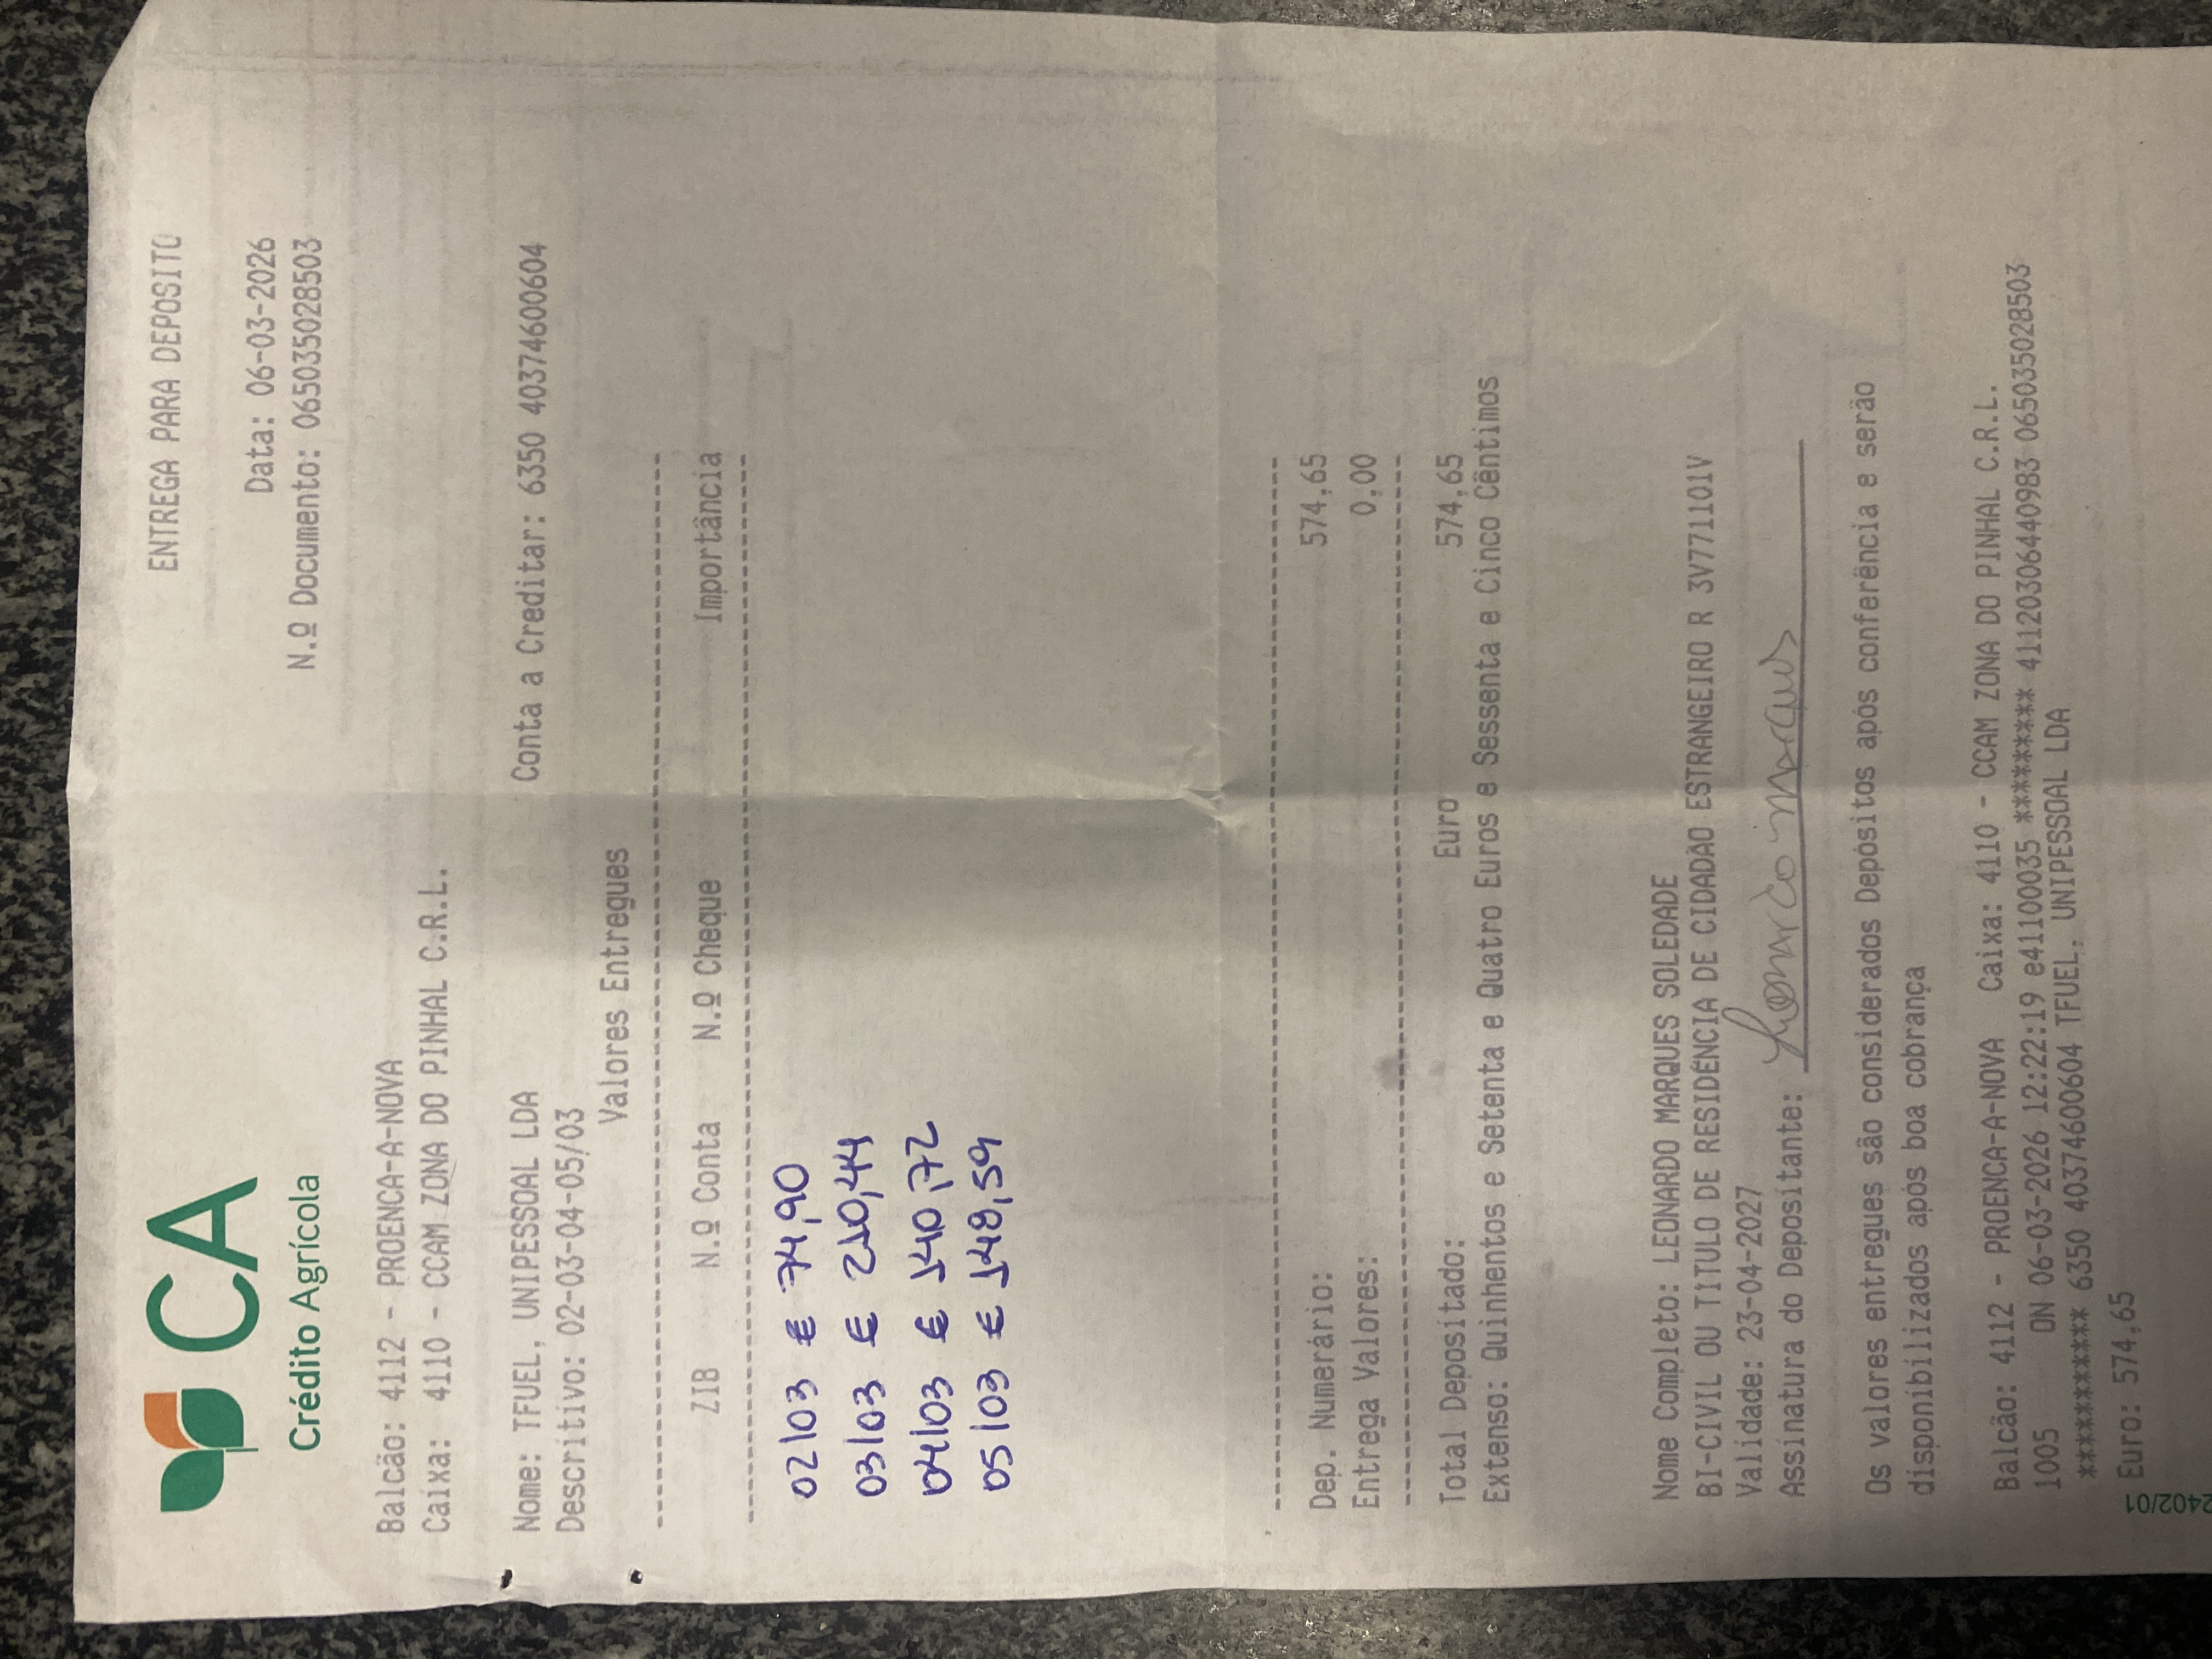 CA
Crédito Agrícola
ENTREGA PARA DEPOSITO
Data: 06-03-2026
N.º Documento: 065035028503
Balcão: 4112 - PROENCA-A-NOVA
Caixa: 4110 - CCAM ZONA DO PINHAL C.R.L.
Nome: TFUEL, UNIPESSOAL LDA Conta a Creditar: 6350 40374600604
Descritivo: 02-03-04-05/03
Valores Entregues
ZIB N.º Conta N.º Cheque Importância
02/03 € 74,90
03/03 € 210,44
04/03 € 140,72
05/03 € 148,59
Dep. Numerário: 574,65
Entrega Valores: 0,00
Total Depositado: Euro 574,65
Extenso: Quinhentos e Setenta e Quatro Euros e Sessenta e Cinco Cêntimos
Nome Completo: LEONARDO MARQUES SOLEDADE
BI-CIVIL OU TITULO DE RESIDÊNCIA DE CIDADÃO ESTRANGEIRO R 3V771101V
Validade: 23-04-2027
Assinatura do Depositante:
Os valores entregues são considerados Depósitos após conferência e serão
disponibilizados após boa cobrança
Balcão: 4112 - PROENCA-A-NOVA Caixa: 4110 - CCAM ZONA DO PINHAL C.R.L.
1005 ON 06-03-2026 12:22:19 e41100035 ********* 41120306440983 065035028503
********** 6350 40374600604 TFUEL, UNIPESSOAL LDA
Euro: 574,65
2402/01